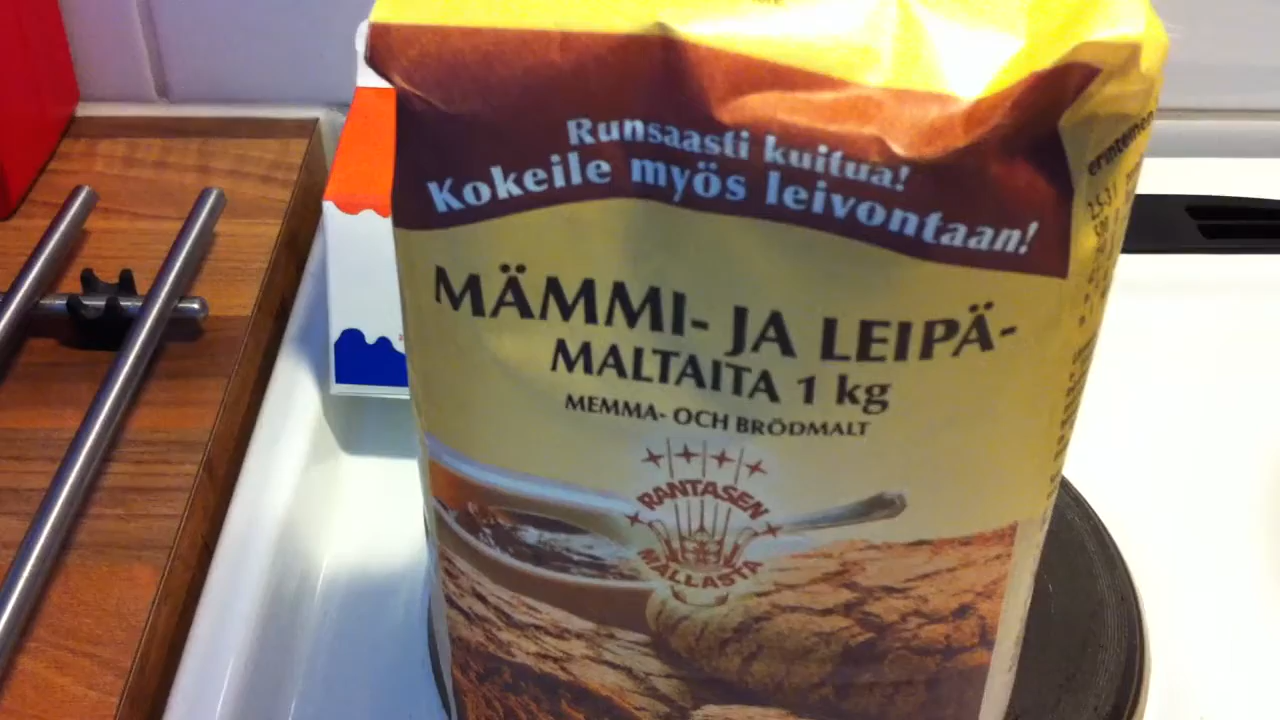 Runsaasti kuitua!
Kokeile myös leivontaan!
MÄMMI- JA LEIPÄ-
MALTAITA 1 kg
MEMMA- OCH BRÖDMALT
RANTASEN
MALLASTA